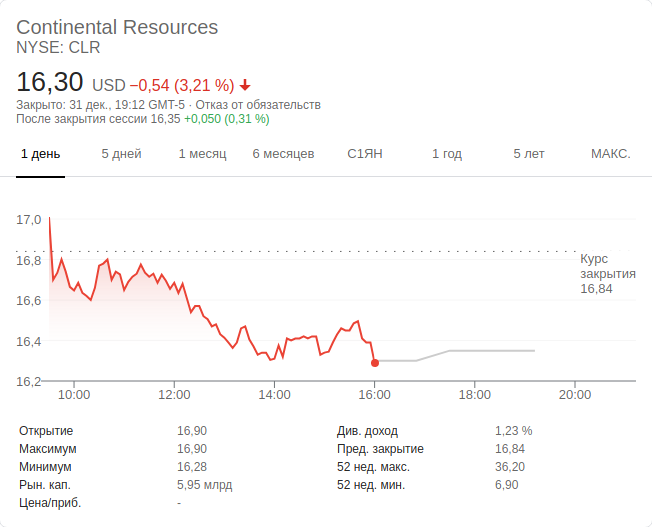 Continental Resources
NYSE: CLR
16,30 USD −0,54 (3,21 %)
Закрыто: 31 дек., 19:12 GMT-5 · Отказ от обязательств
После закрытия сессии 16,35 +0,050 (0,31 %)
1 день 5 дней 1 месяц 6 месяцев С1ЯН 1 год 5 лет МАКС.
17,0
16,8
16,6
16,4
16,2
Курс
закрытия
16,84
10:00 12:00 14:00 16:00 18:00 20:00
Открытие 16,90 Див. доход 1,23 %
Максимум 16,90 Пред. закрытие 16,84
Минимум 16,28 52 нед. макс. 36,20
Рын. кап. 5,95 млрд 52 нед. мин. 6,90
Цена/приб. -